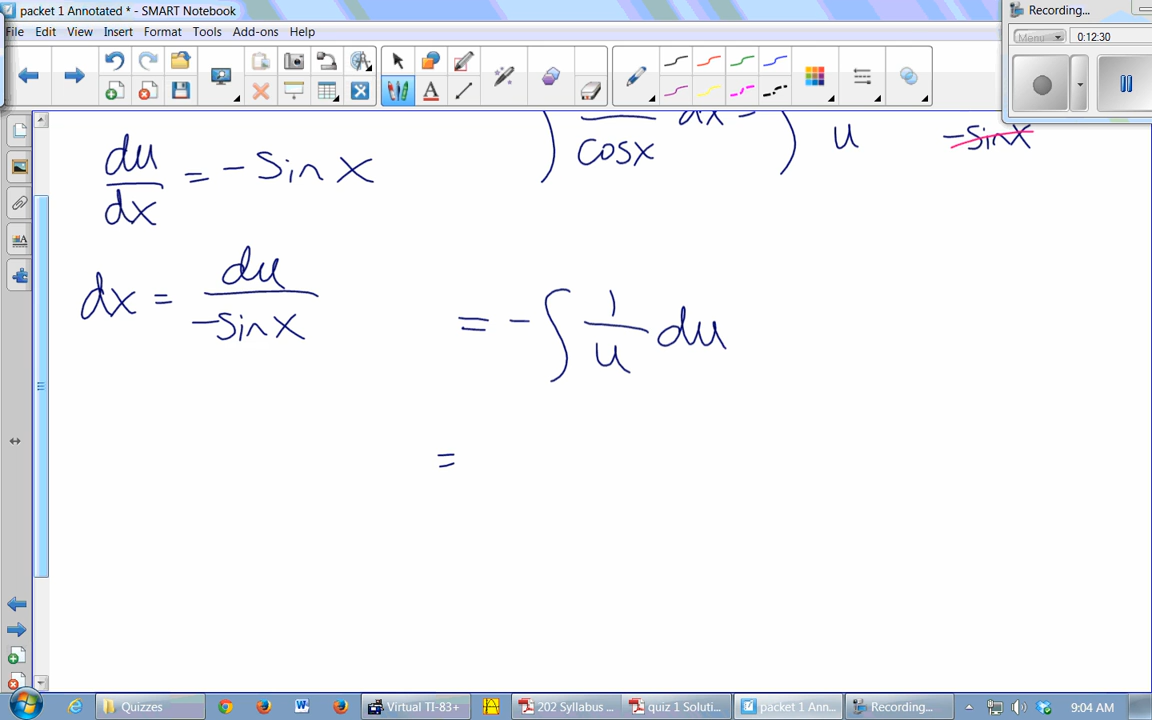 packet 1 Annotated * - SMART Notebook
Recording...
File Edit View Insert Format Tools Add-ons Help
Menu
0:12:30
du/dx = -sin x
cosx dx =
u
-sinx
dx = du/-sinx
= - ∫ 1/u du
=
Quizzes
Virtual TI-83+
202 Syllabus ...
quiz 1 Soluti...
packet 1 Ann...
Recording...
9:04 AM